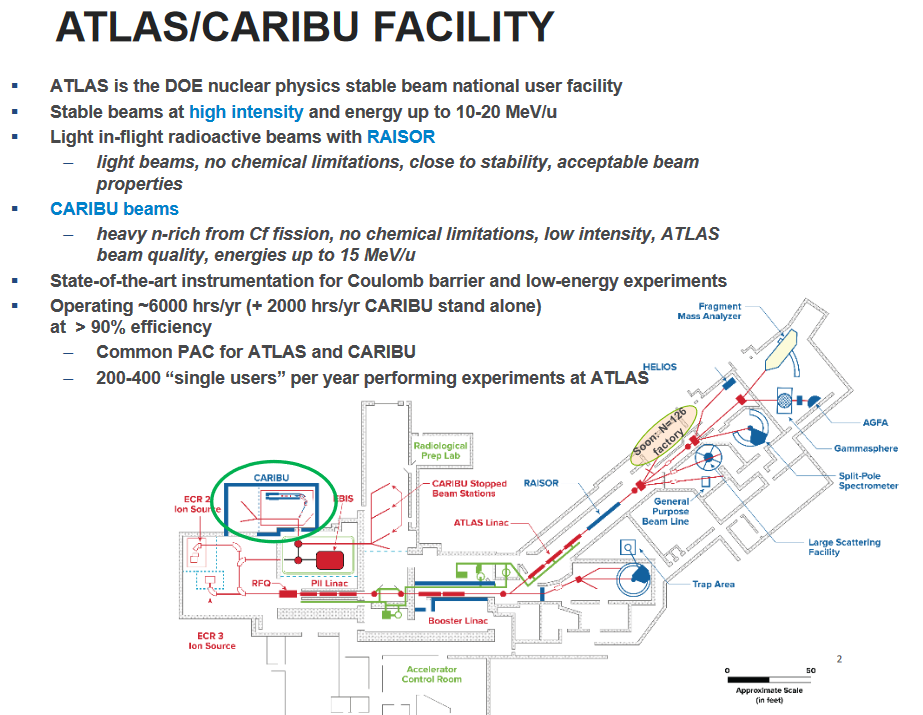 ATLAS/CARIBU FACILITY
▪ ATLAS is the DOE nuclear physics stable beam national user facility
▪ Stable beams at high intensity and energy up to 10-20 MeV/u
▪ Light in-flight radioactive beams with RAISOR
– light beams, no chemical limitations, close to stability, acceptable beam
properties
▪ CARIBU beams
– heavy n-rich from Cf fission, no chemical limitations, low intensity, ATLAS
beam quality, energies up to 15 MeV/u
▪ State-of-the-art instrumentation for Coulomb barrier and low-energy experiments
▪ Operating ~6000 hrs/yr (+ 2000 hrs/yr CARIBU stand alone)
at > 90% efficiency
– Common PAC for ATLAS and CARIBU
– 200-400 “single users” per year performing experiments at ATLAS
Fragment
Mass Analyzer
HELIOS
Soon: N=126
factory
AGFA
Gammasphere
Split-Pole
Spectrometer
Large Scattering
Facility
General
Purpose
Beam Line
Trap Area
RAISOR
ATLAS Linac
CARIBU Stopped
Beam Stations
Radiological
Prep Lab
CARIBU
EBIS
ECR 2
Ion Source
RFQ
PII Linac
Booster Linac
ECR 3
Ion Source
Accelerator
Control Room
0 50
Approximate Scale
(in feet)
2